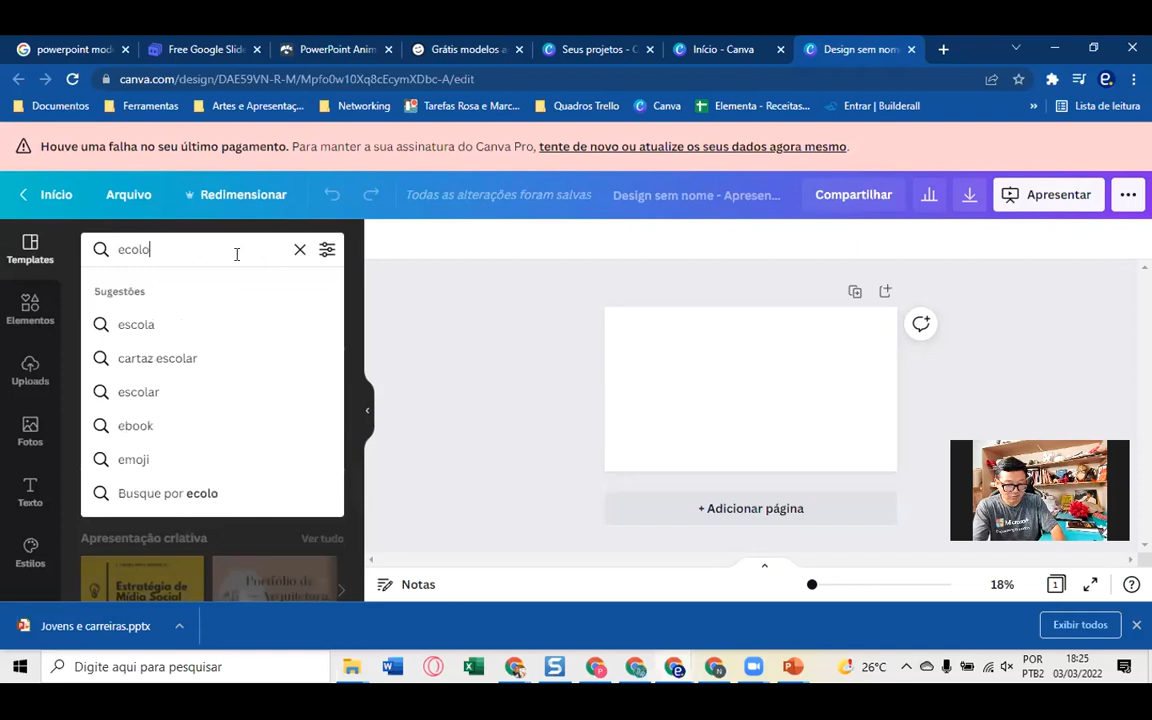 powerpoint mod
Free Google Slide
PowerPoint Anim
Grátis modelos a
Seus projetos - C
Início - Canva
Design sem nom
canva.com/design/DAE59VN-R-M/Mpfo0w10Xq8cEcymXDbc-A/edit
Documentos
Ferramentas
Artes e Apresentaç...
Networking
Tarefas Rosa e Marc...
Quadros Trello
Canva
Elementa - Receitas...
Entrar | Builderall
»
Lista de leitura
Houve uma falha no seu último pagamento. Para manter a sua assinatura do Canva Pro, tente de novo ou atualize os seus dados agora mesmo.
Início
Arquivo
Redimensionar
Todas as alterações foram salvas
Design sem nome - Apresen...
Compartilhar
Apresentar
Templates
Elementos
Uploads
Fotos
Texto
Estilos
ecolo
Sugestões
escola
cartaz escolar
escolar
ebook
emoji
Busque por ecolo
Apresentação criativa
Ver tudo
Estratégia de
Mídia Social
Portfólio de
Arquitetura
+ Adicionar página
Microsoft
Notas
18%
1
Jovens e carreiras.pptx
Exibir todos
Digite aqui para pesquisar
26°C
POR
PTB2
18:25
03/03/2022